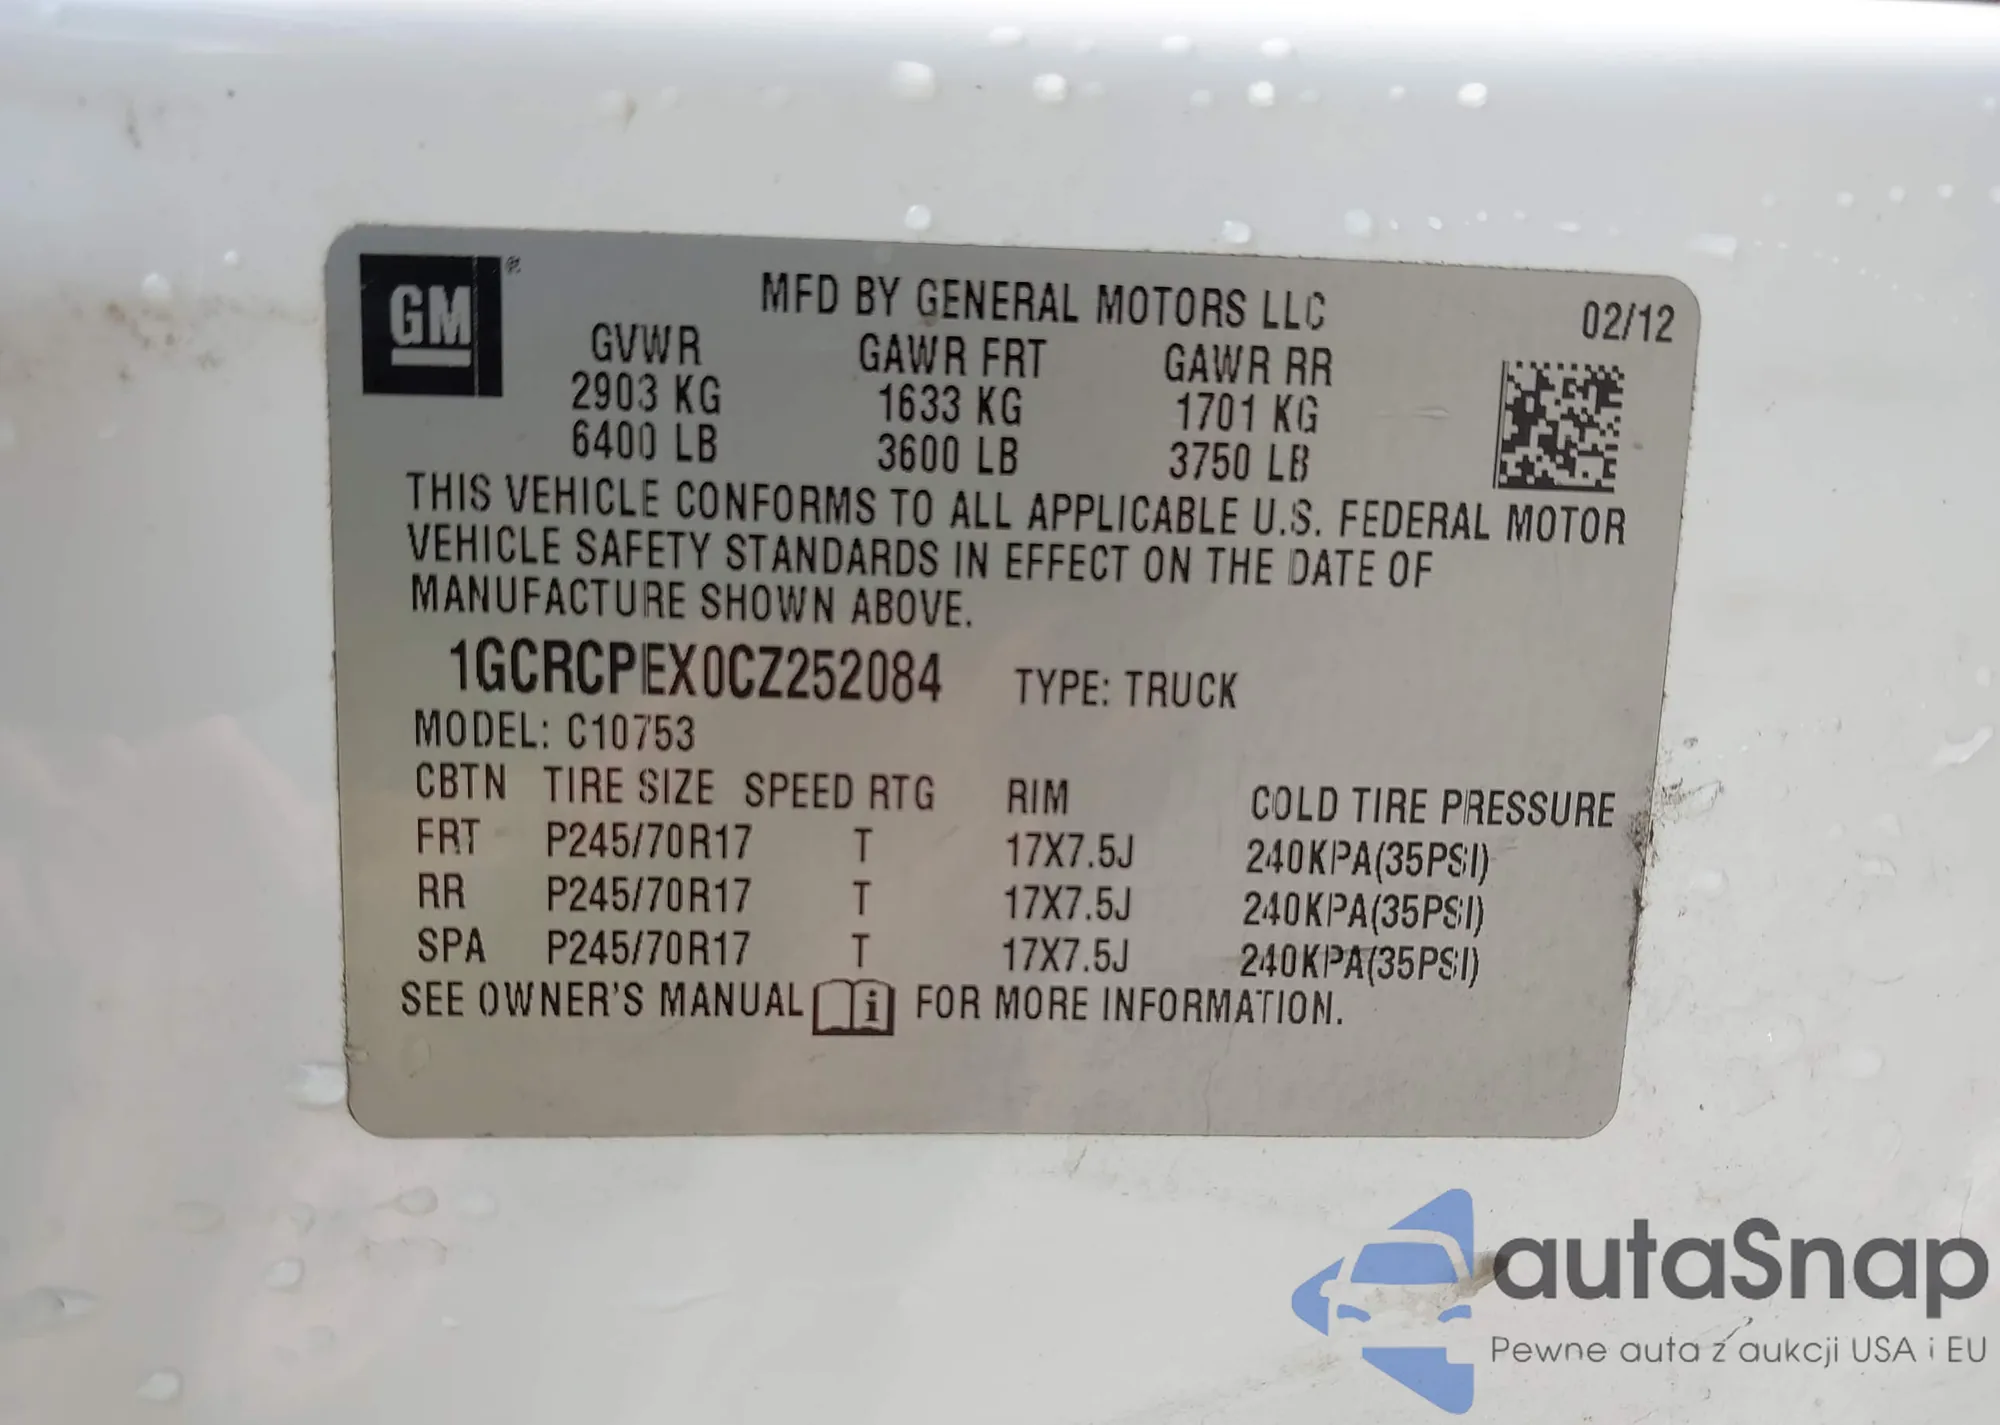 GM ®
MFD BY GENERAL MOTORS LLC 02/12
GVWR GAWR FRT GAWR RR
2903 KG 1633 KG 1701 KG
6400 LB 3600 LB 3750 LB
THIS VEHICLE CONFORMS TO ALL APPLICABLE U.S. FEDERAL MOTOR
VEHICLE SAFETY STANDARDS IN EFFECT ON THE DATE OF
MANUFACTURE SHOWN ABOVE.
1GCRCPEX0CZ252084 TYPE: TRUCK
MODEL: C10753
CBTN TIRE SIZE SPEED RTG RIM COLD TIRE PRESSURE
FRT P245/70R17 T 17X7.5J 240KPA(35PSI)
RR P245/70R17 T 17X7.5J 240KPA(35PSI)
SPA P245/70R17 T 17X7.5J 240KPA(35PSI)
SEE OWNER'S MANUAL i FOR MORE INFORMATION.
autaSnap
Pewne auta z aukcji USA i EU